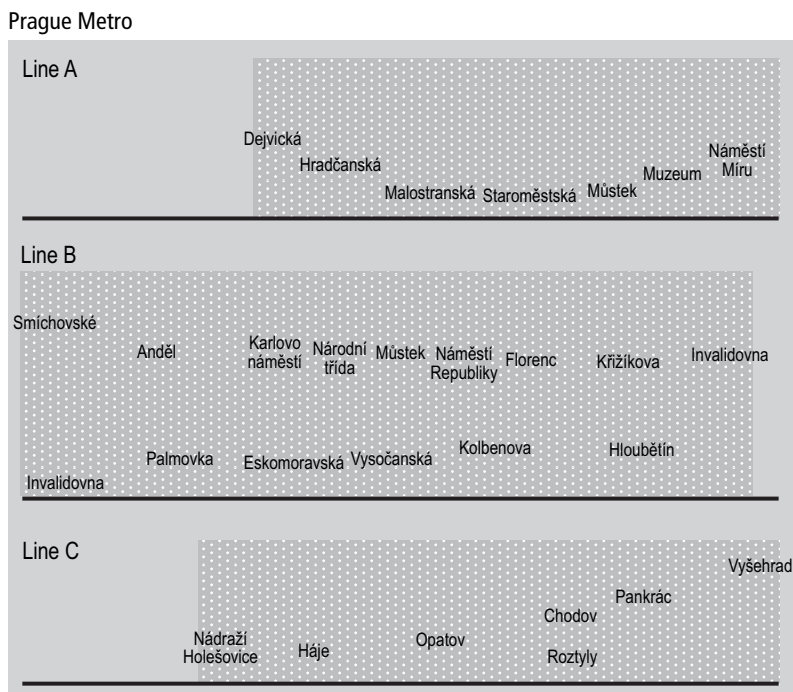 Prague Metro
Line A
Dejvická
Hradčanská
Malostranská
Staroměstská
Můstek
Muzeum
Náměstí
Míru
Line B
Smíchovské
Anděl
Karlovo
náměstí
Národní
třída
Můstek
Náměstí
Republiky
Florenc
Křižíkova
Invalidovna
Invalidovna
Palmovka
Eskomoravská
Vysočanská
Kolbenova
Hloubětín
Line C
Nádraží
Holešovice
Háje
Opatov
Chodov
Roztyly
Pankrác
Vyšehrad